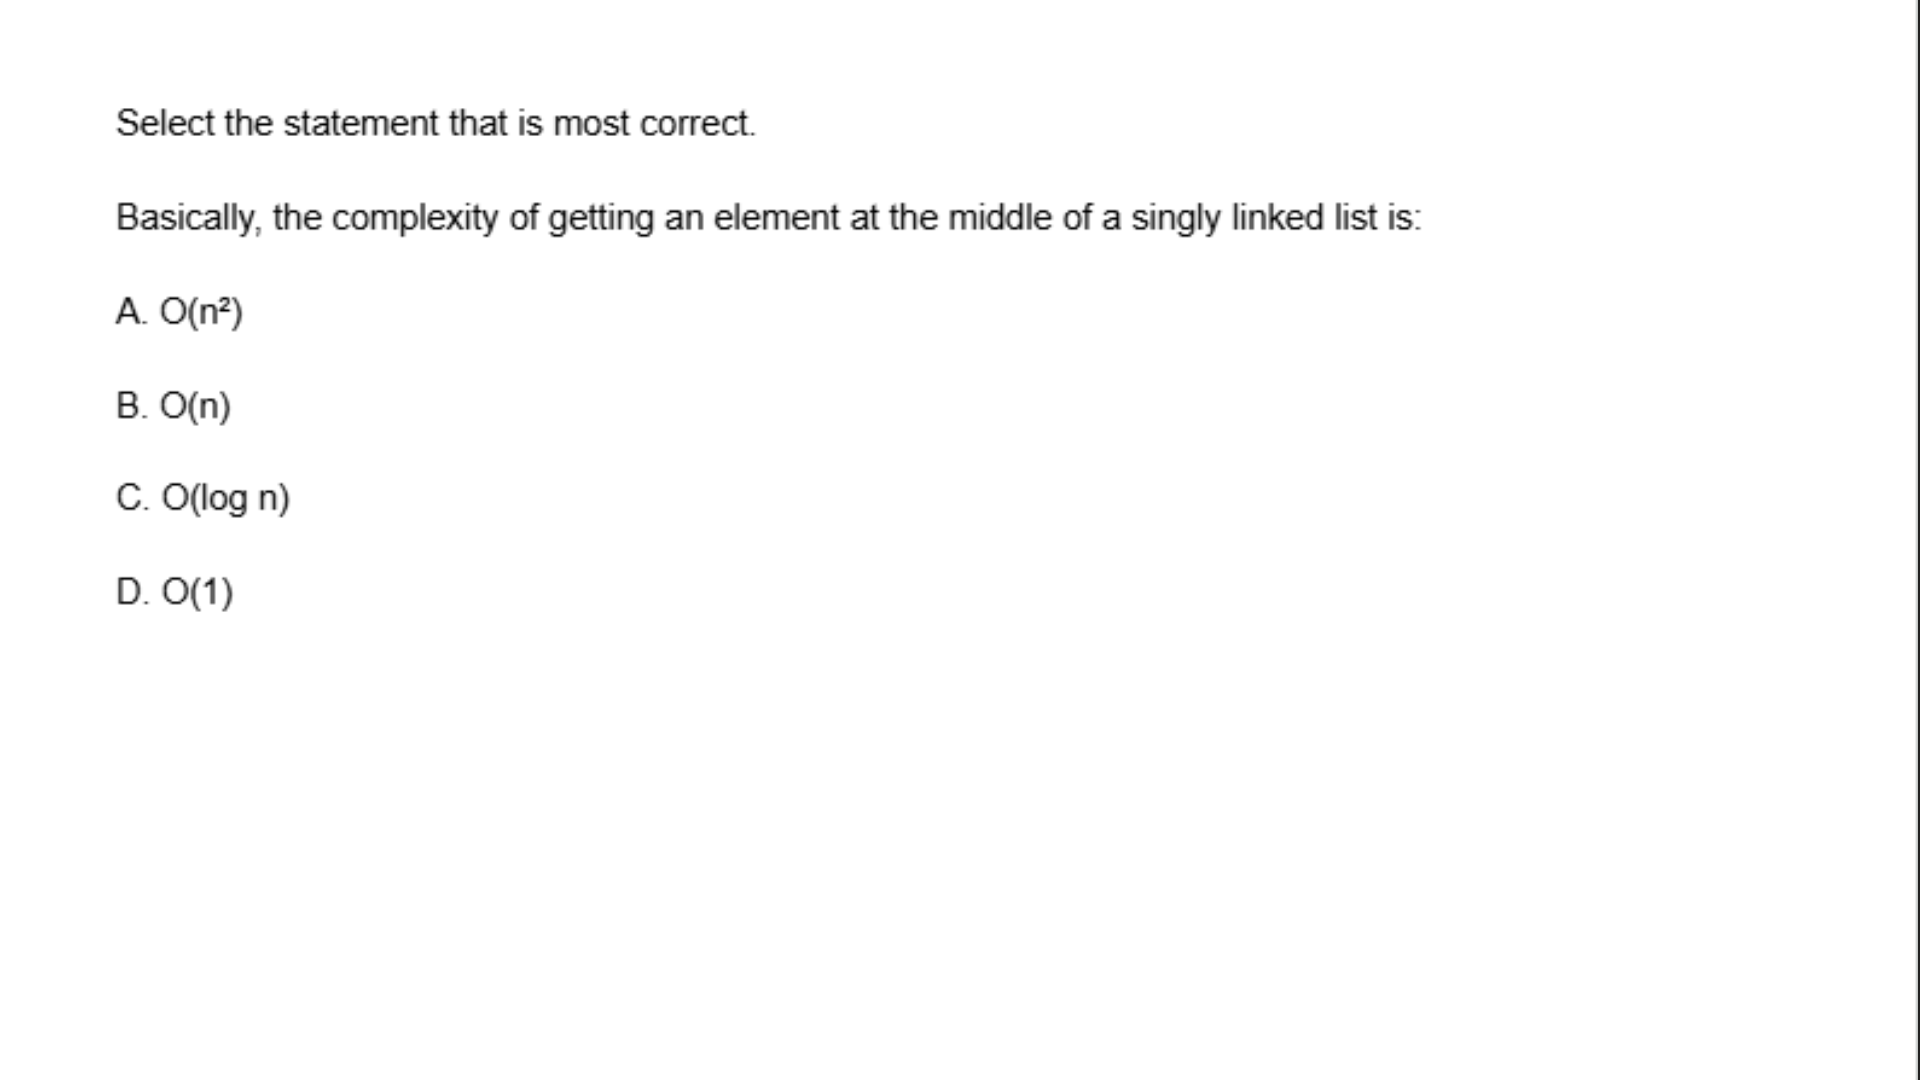 Select the statement that is most correct.
Basically, the complexity of getting an element at the middle of a singly linked list is:
A. O(n²)
B. O(n)
C. O(log n)
D. O(1)